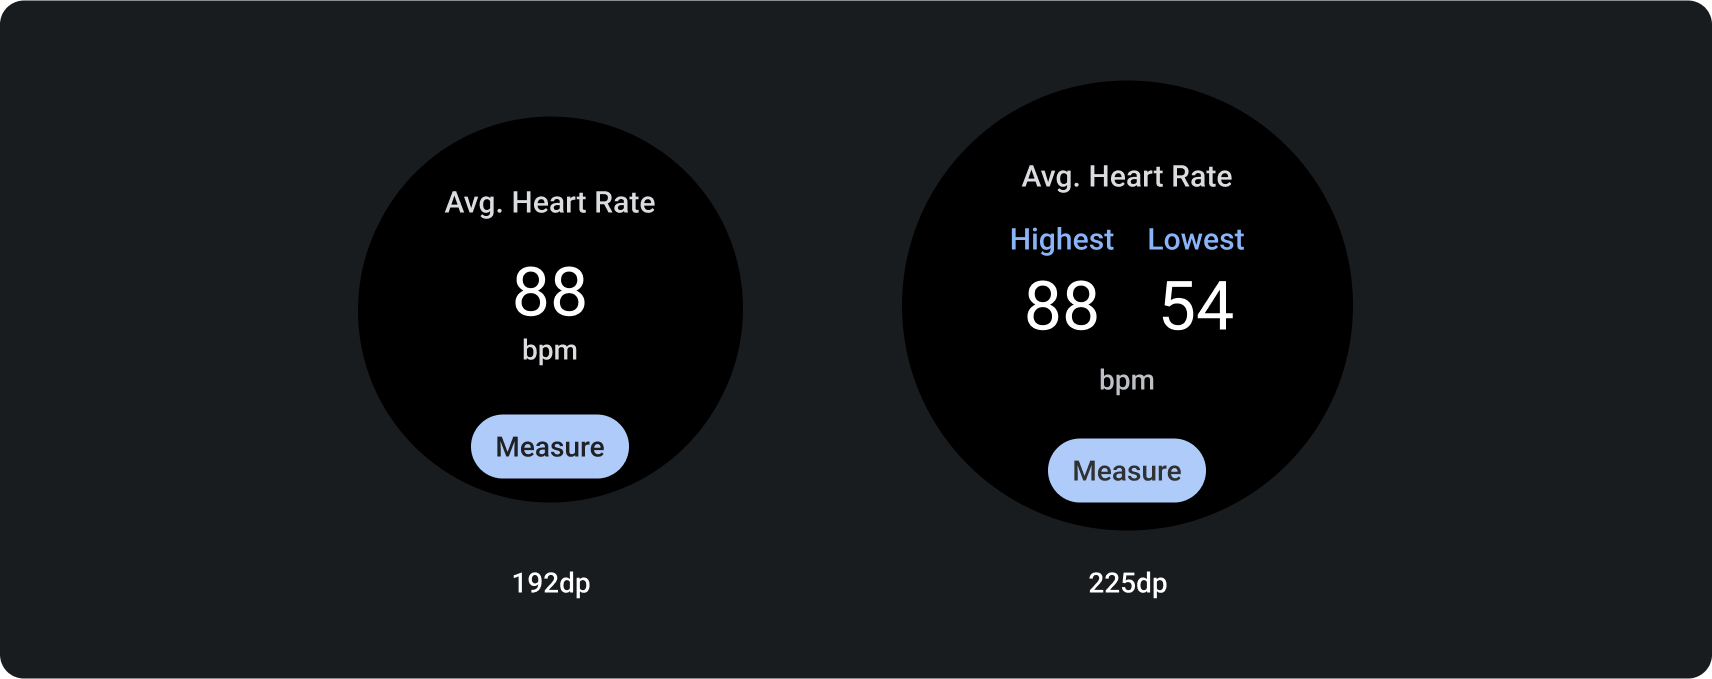 Avg. Heart Rate
88
bpm
Measure
192dp
Avg. Heart Rate
Highest Lowest
88 54
bpm
Measure
225dp